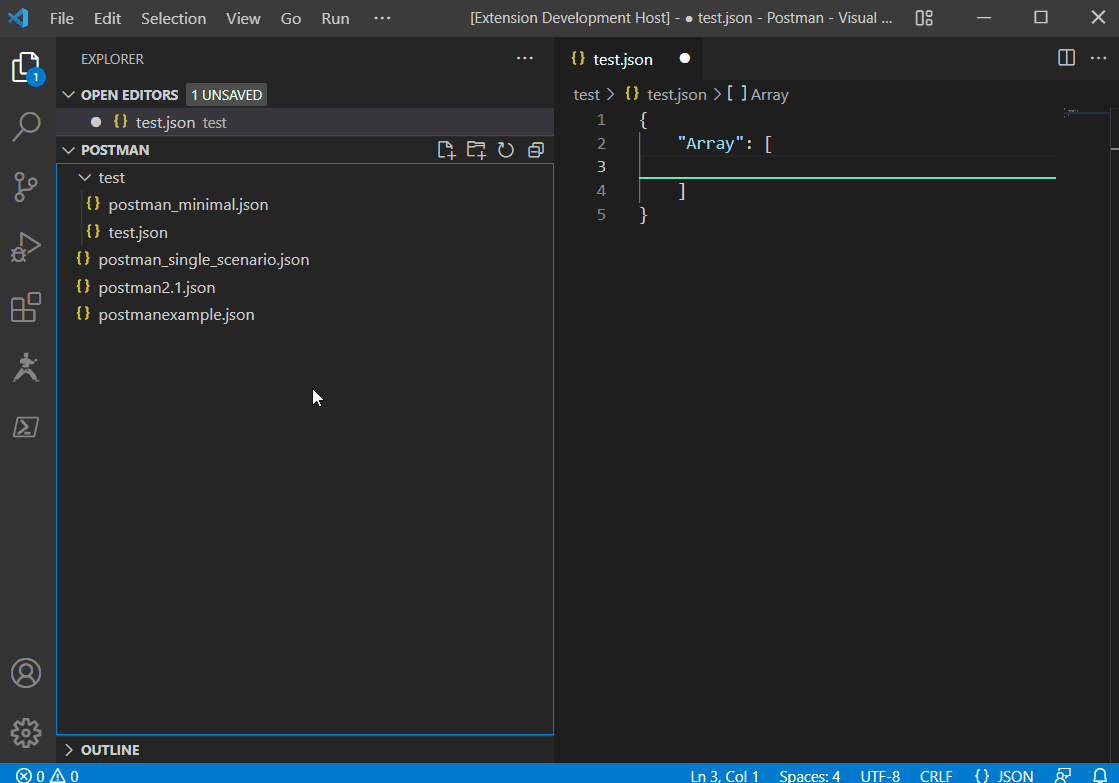 File Edit Selection View Go Run ··· [Extension Development Host] - ● test.json - Postman - Visual ...
EXPLORER ···
1
OPEN EDITORS 1 UNSAVED
● {} test.json test
POSTMAN
test
{} postman_minimal.json
{} test.json
{} postman_single_scenario.json
{} postman2.1.json
{} postmanexample.json
OUTLINE
{} test.json ● ···
test > {} test.json > [ ] Array
1 {
2 "Array": [
3
4 ]
5 }
0 0 Ln 3, Col 1 Spaces: 4 UTF-8 CRLF {} JSON